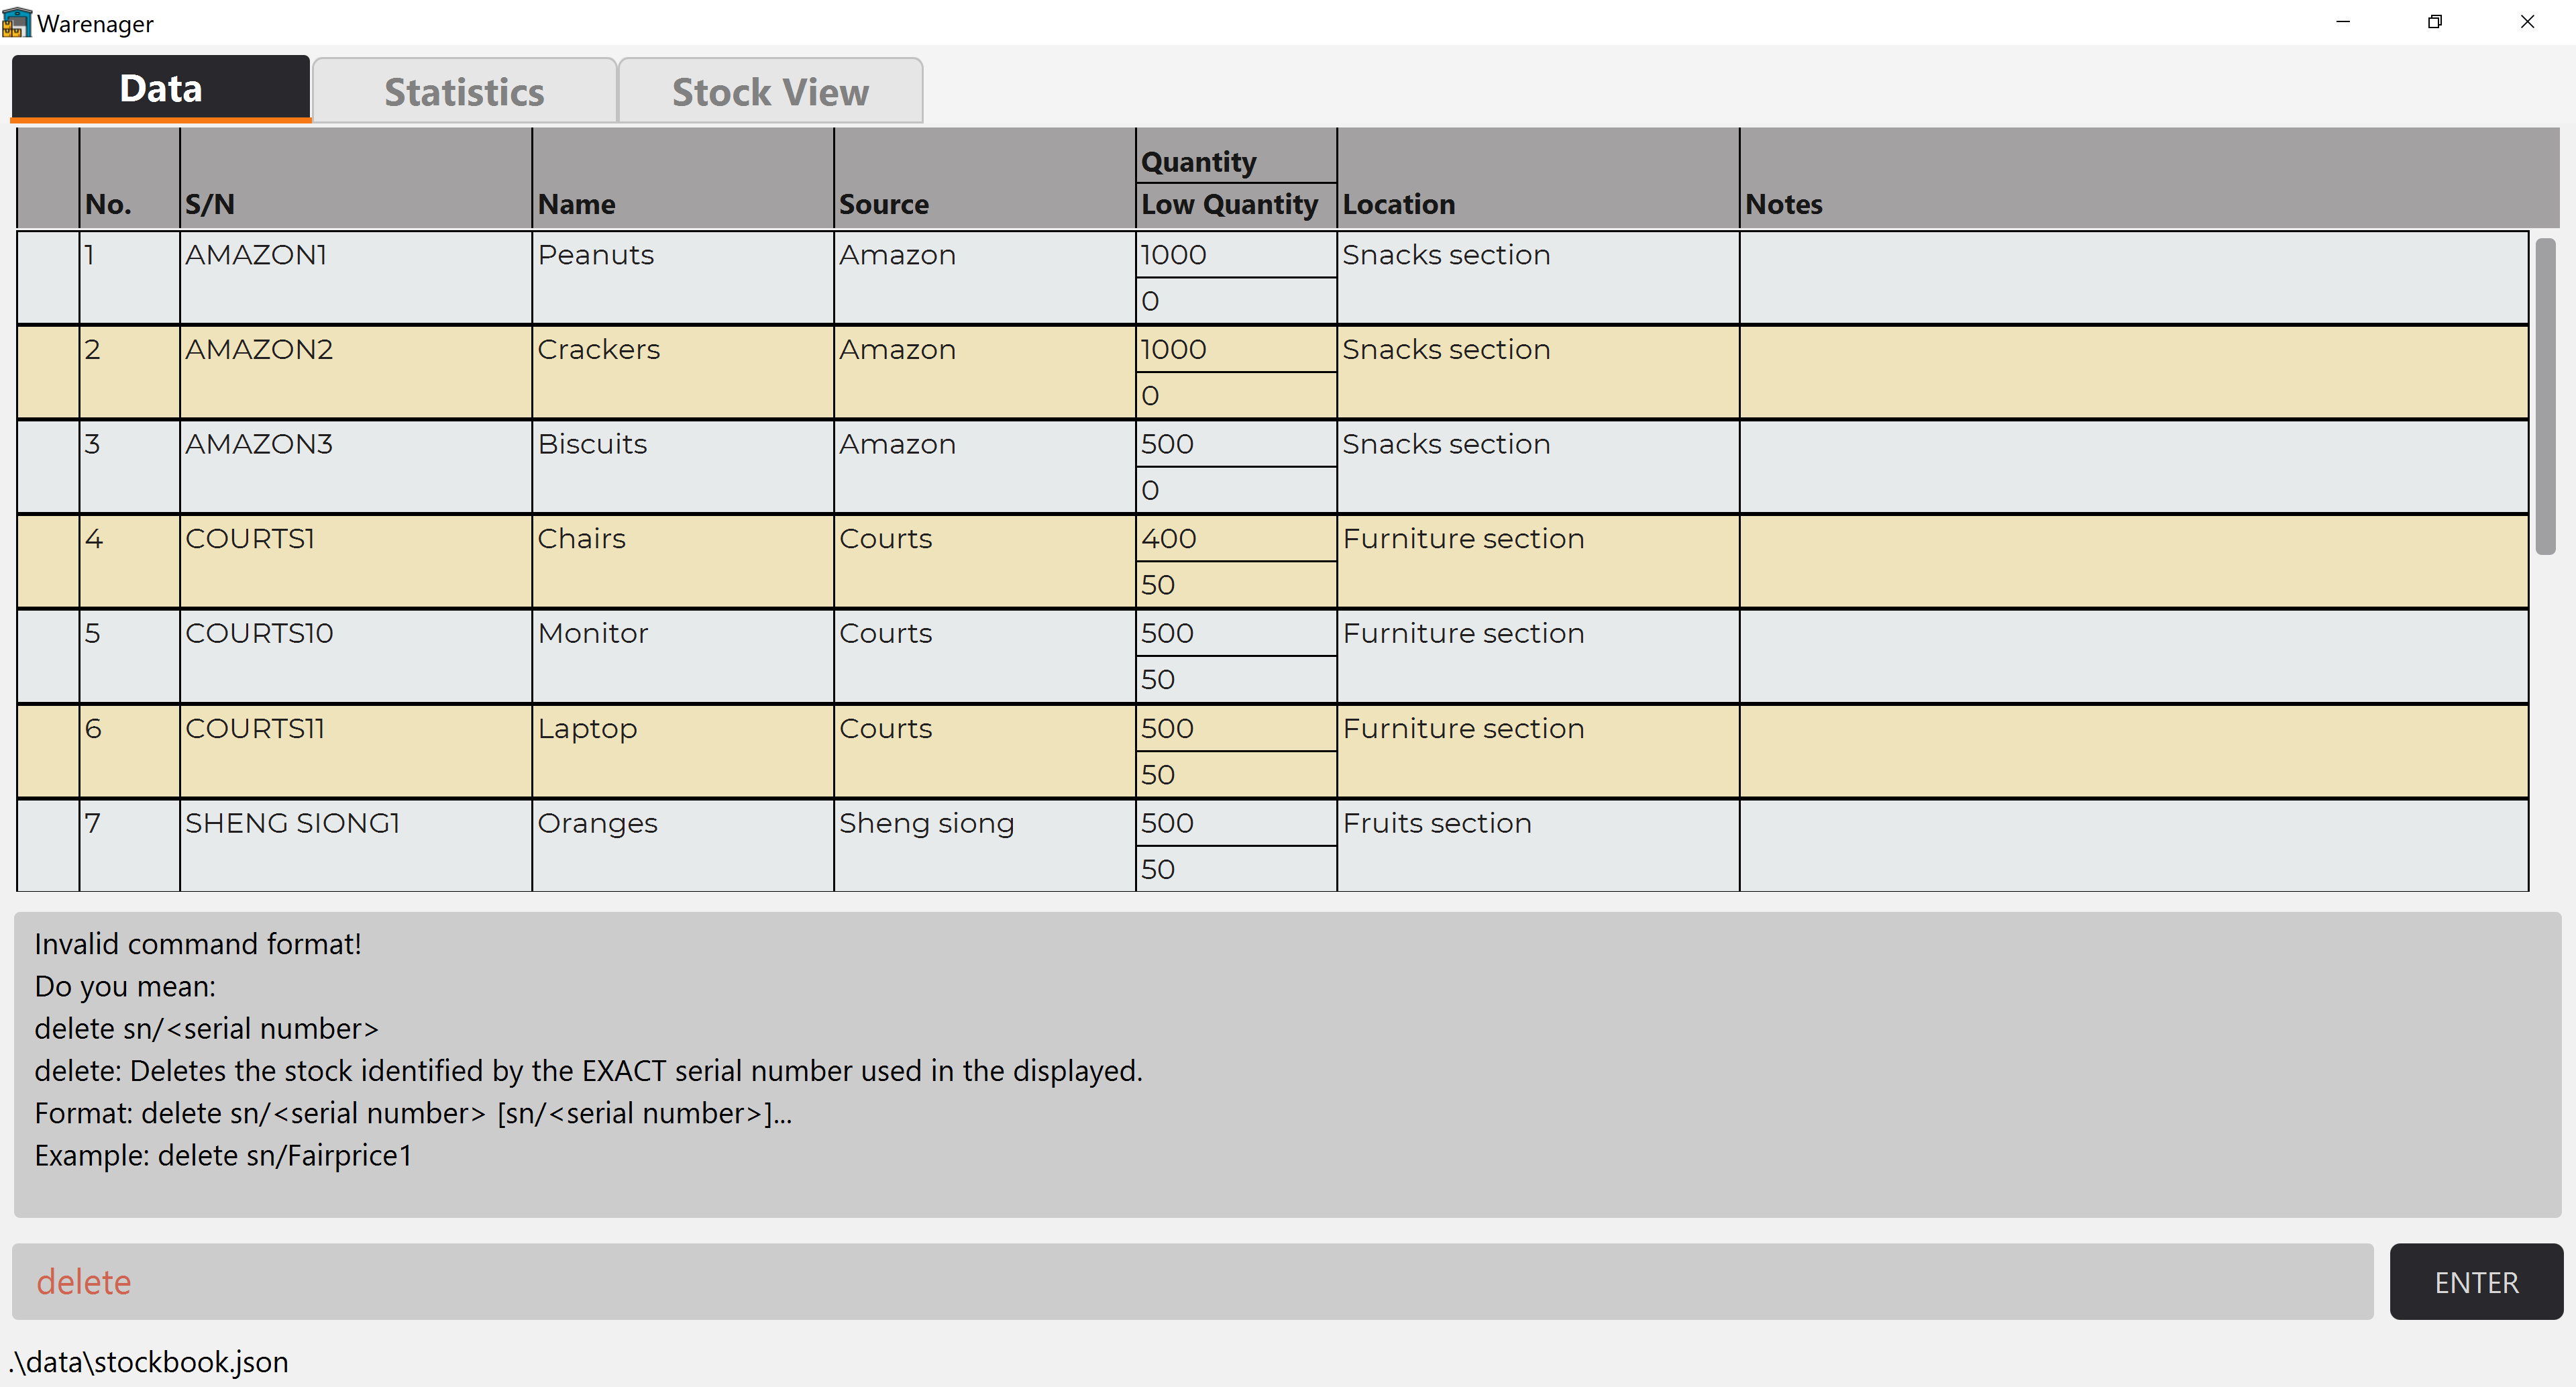 Warenager
Data Statistics Stock View
No. S/N Name Source Quantity Low Quantity Location Notes
1 AMAZON1 Peanuts Amazon 1000 Snacks section
0
2 AMAZON2 Crackers Amazon 1000 Snacks section
0
3 AMAZON3 Biscuits Amazon 500 Snacks section
0
4 COURTS1 Chairs Courts 400 Furniture section
50
5 COURTS10 Monitor Courts 500 Furniture section
50
6 COURTS11 Laptop Courts 500 Furniture section
50
7 SHENG SIONG1 Oranges Sheng siong 500 Fruits section
50
Invalid command format!
Do you mean:
delete sn/<serial number>
delete: Deletes the stock identified by the EXACT serial number used in the displayed.
Format: delete sn/<serial number> [sn/<serial number>]...
Example: delete sn/Fairprice1
delete ENTER
.\data\stockbook.json